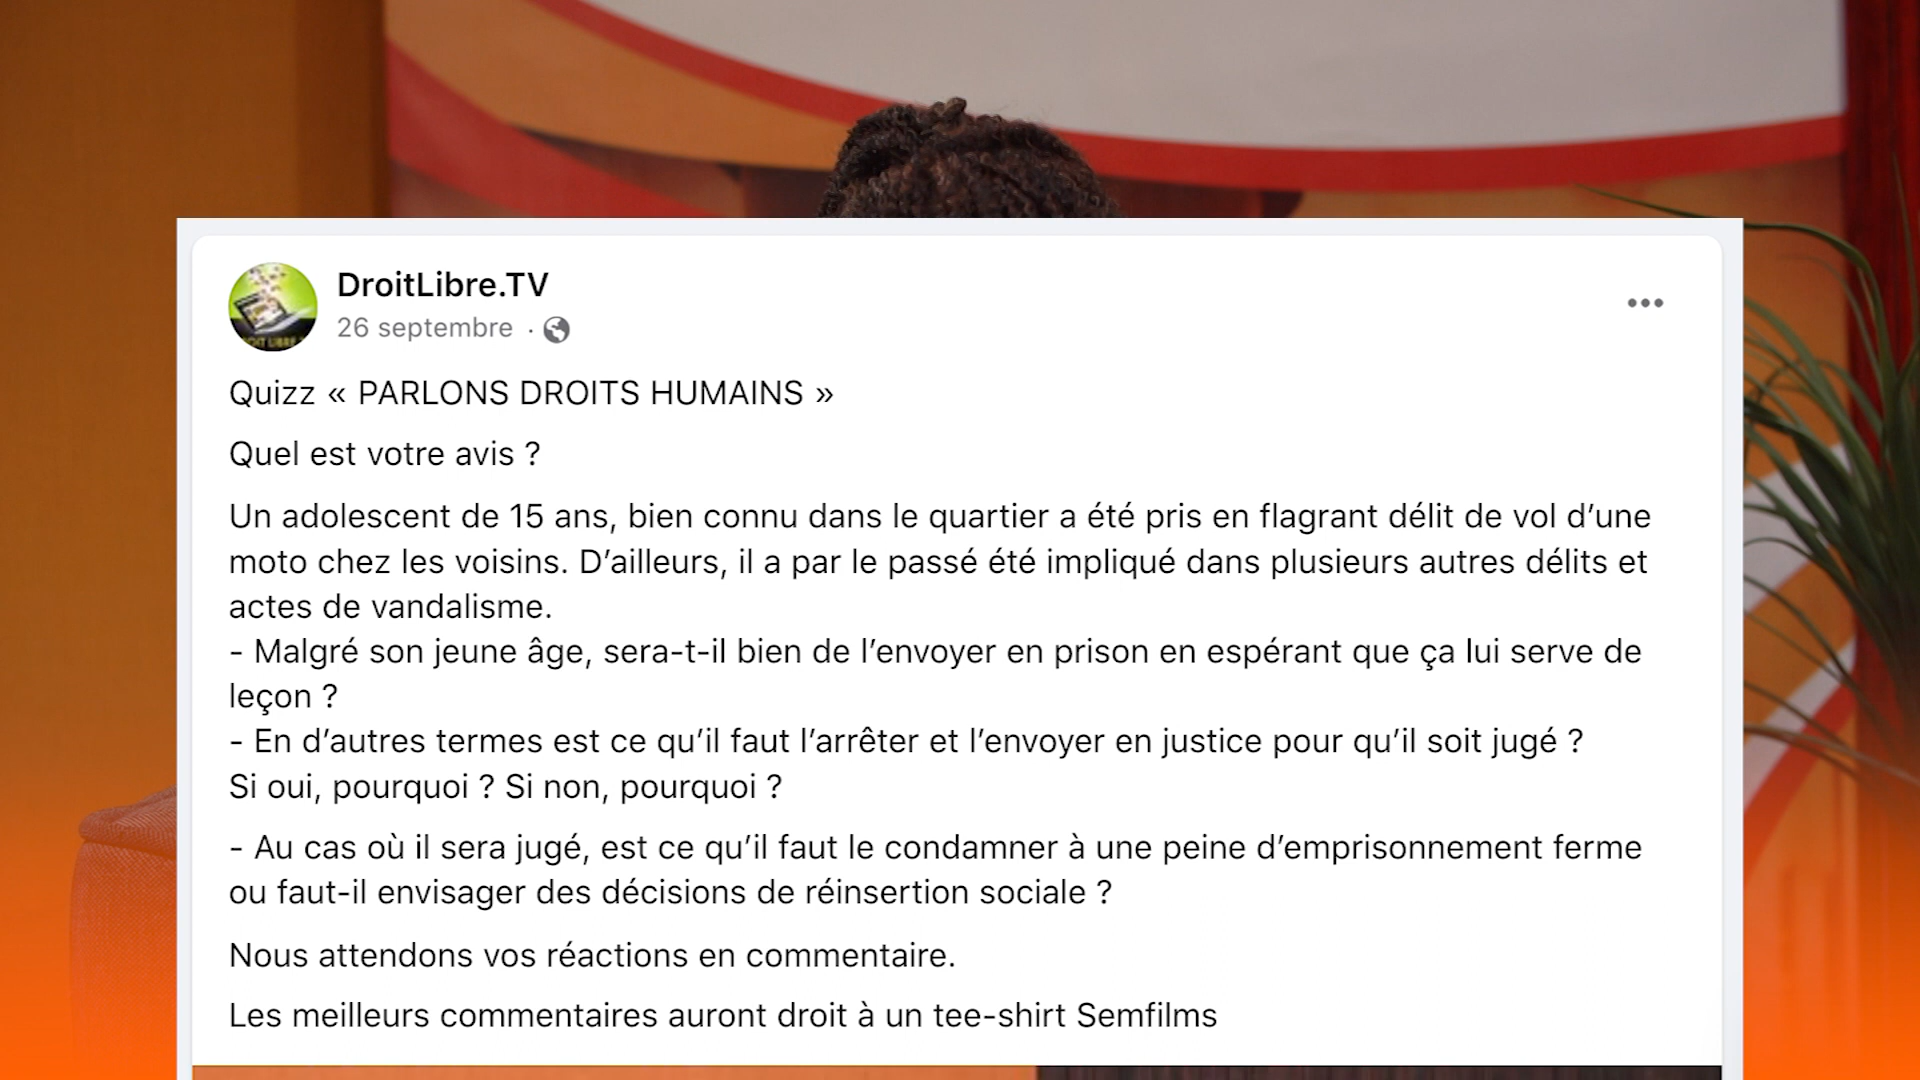 DroitLibre.TV
26 septembre ·
Quizz « PARLONS DROITS HUMAINS »
Quel est votre avis ?
Un adolescent de 15 ans, bien connu dans le quartier a été pris en flagrant délit de vol d’une
moto chez les voisins. D’ailleurs, il a par le passé été impliqué dans plusieurs autres délits et
actes de vandalisme.
- Malgré son jeune âge, sera-t-il bien de l’envoyer en prison en espérant que ça lui serve de
leçon ?
- En d’autres termes est ce qu’il faut l’arrêter et l’envoyer en justice pour qu’il soit jugé ?
Si oui, pourquoi ? Si non, pourquoi ?
- Au cas où il sera jugé, est ce qu’il faut le condamner à une peine d’emprisonnement ferme
ou faut-il envisager des décisions de réinsertion sociale ?
Nous attendons vos réactions en commentaire.
Les meilleurs commentaires auront droit à un tee-shirt Semfilms